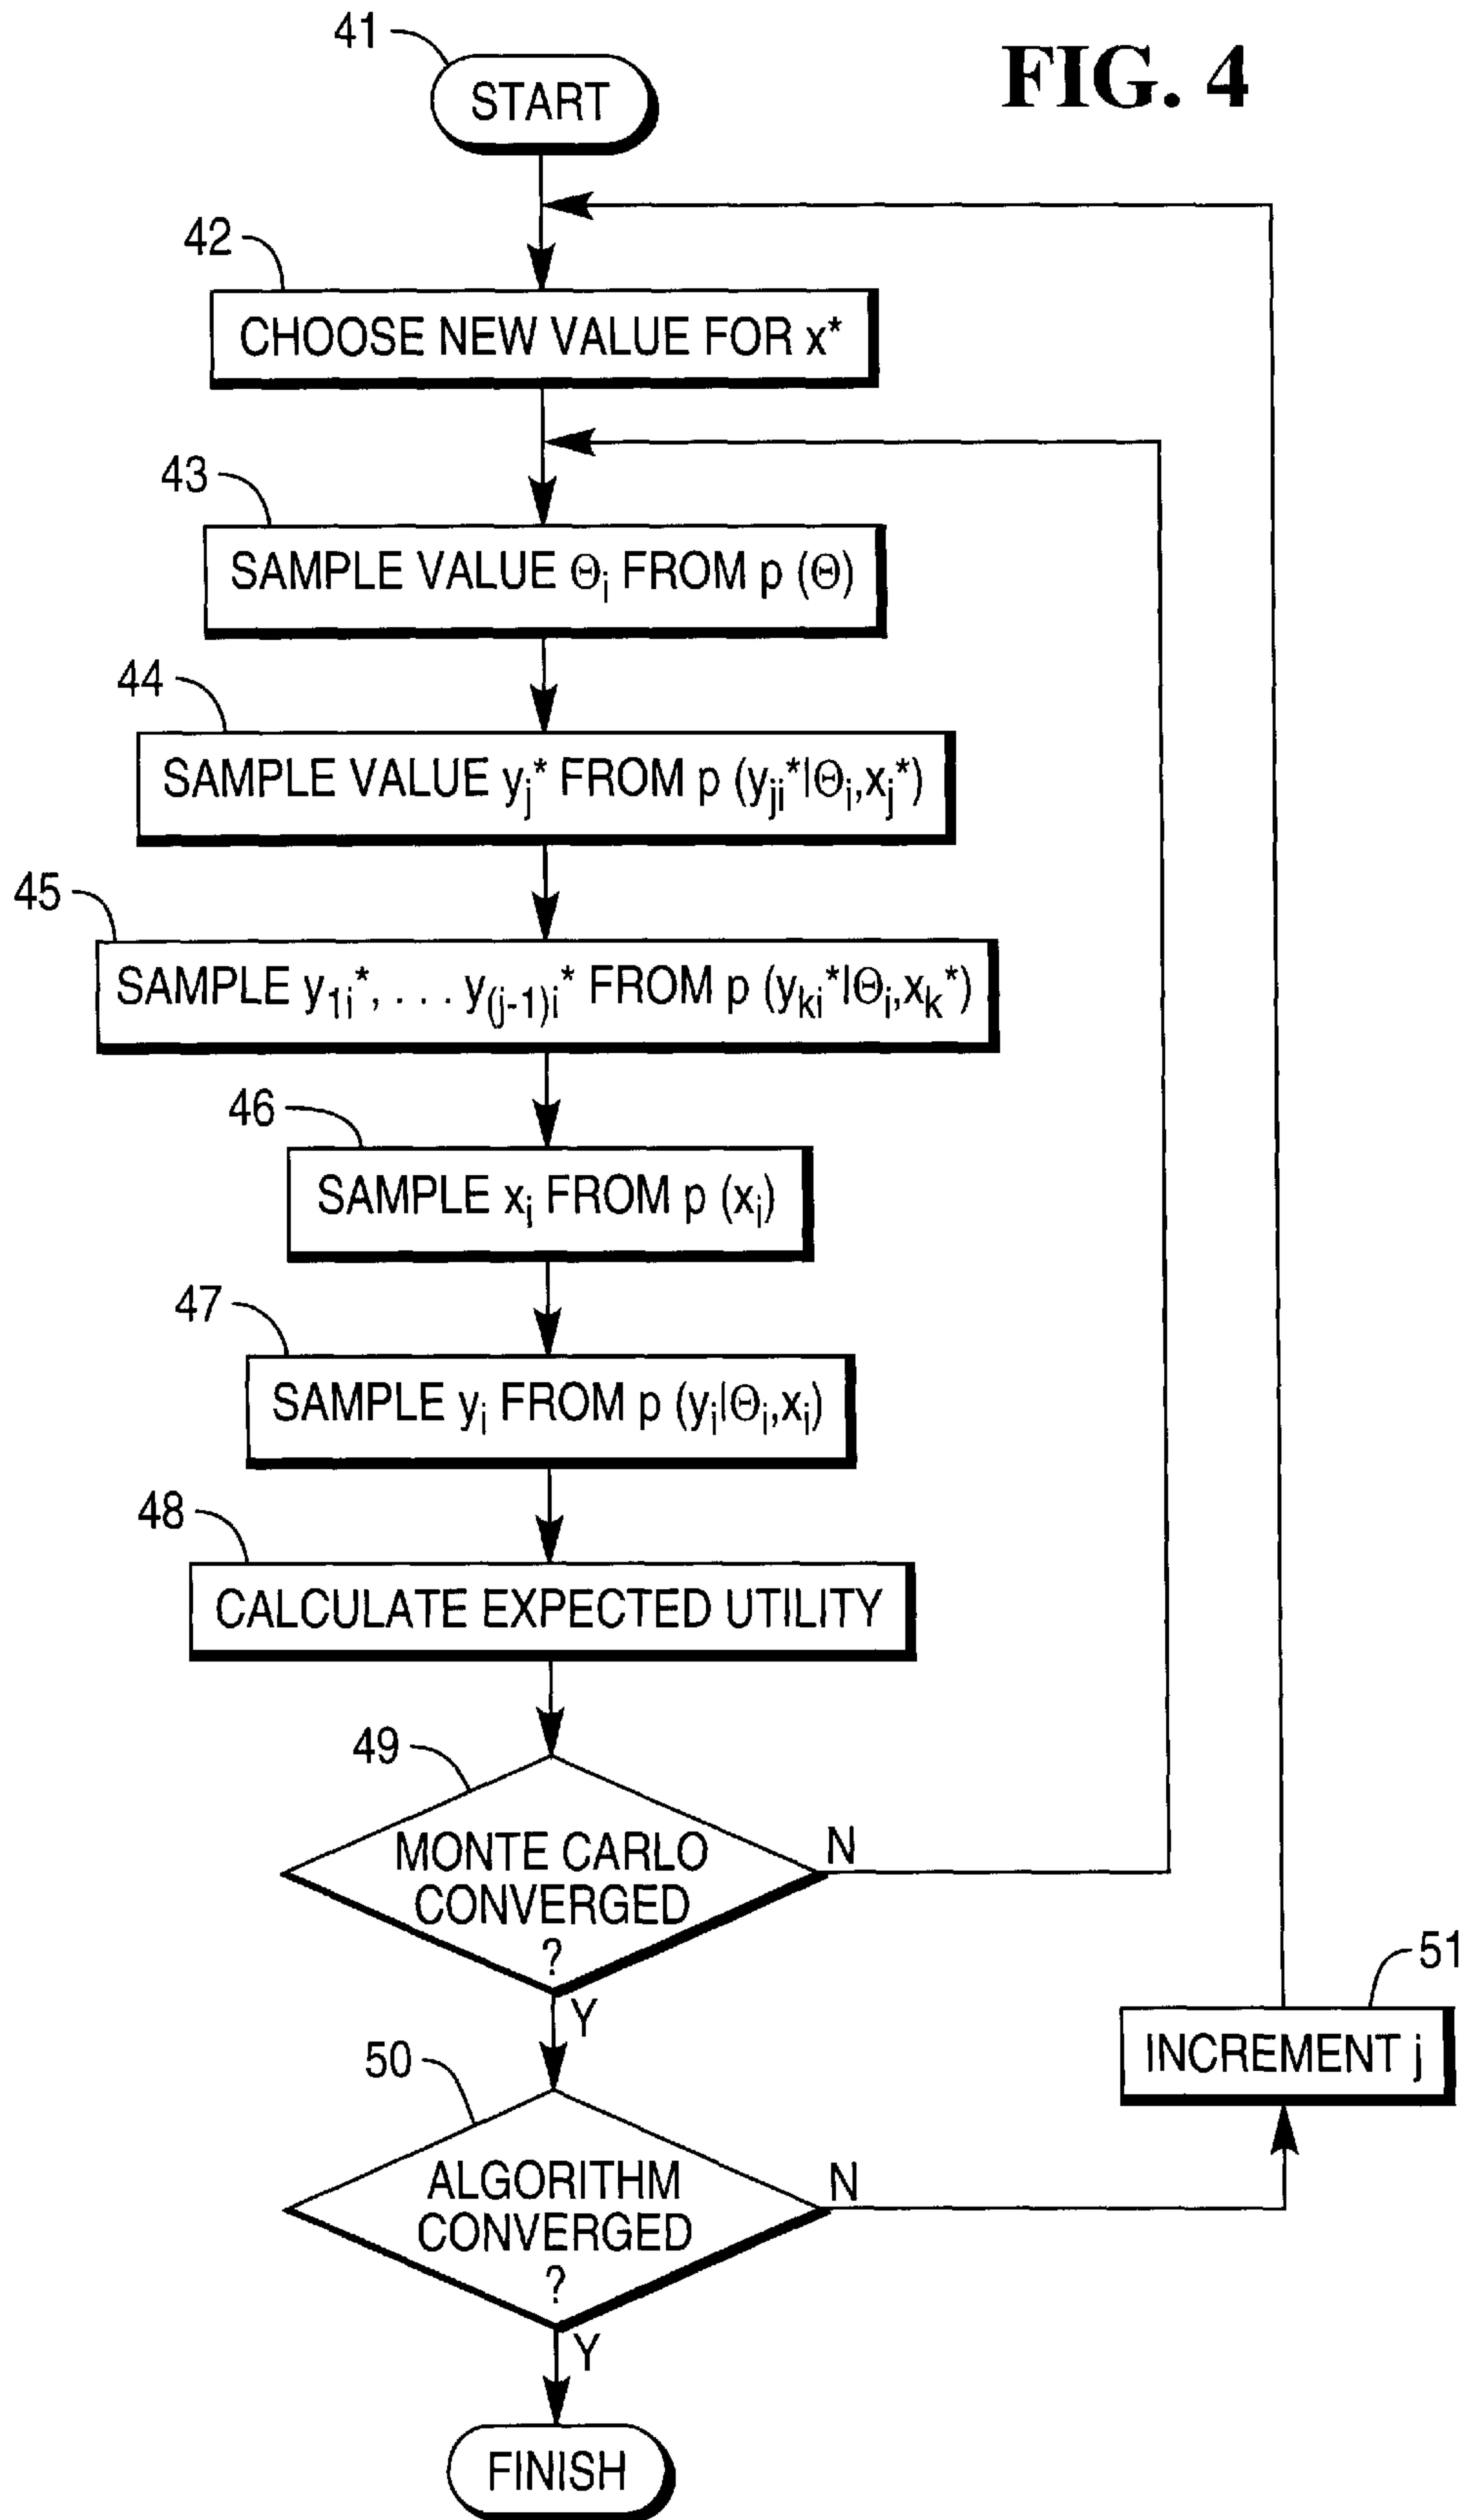 FIG. 4
41
START
42
CHOOSE NEW VALUE FOR x*
43
SAMPLE VALUE Θi FROM p (Θ)
44
SAMPLE VALUE yj* FROM p (yji*|Θi,xj*)
45
SAMPLE y1i*, . . . y(j-1)i* FROM p (yki*|Θi,xk*)
46
SAMPLE xi FROM p (xi)
47
SAMPLE yi FROM p (yi|Θi,xi)
48
CALCULATE EXPECTED UTILITY
49
MONTE CARLO
CONVERGED
?
N
Y
50
ALGORITHM
CONVERGED
?
N
Y
51
INCREMENT j
FINISH